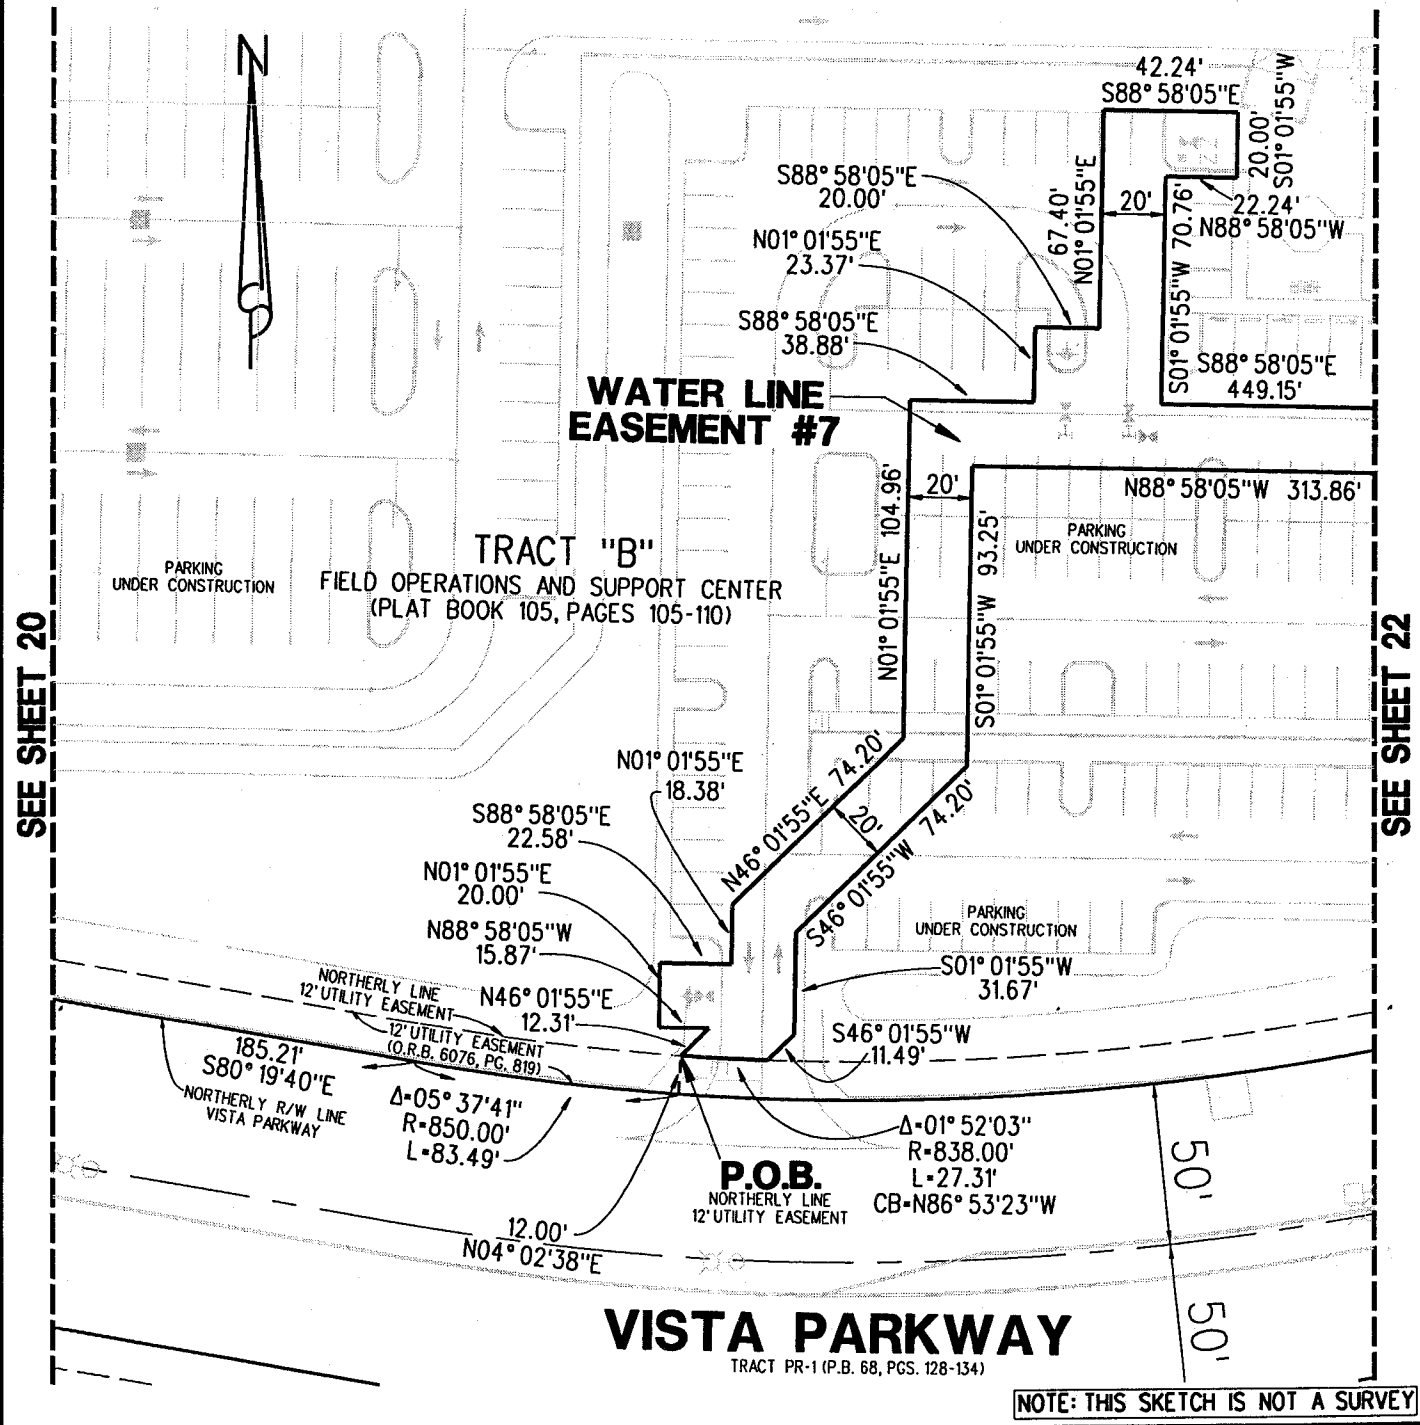 N
42.24'
S88°58'05"E
20.00'
S01°01'55"W
S88°58'05"E
20.00'
67.40'
N01°01'55"E
20'
S01°01'55"W 70.76'
22.24'
N88°58'05"W
N01°01'55"E
23.37'
S88°58'05"E
38.88'
S88°58'05"E
449.15'
WATER LINE
EASEMENT #7
N01°01'55"E 104.96'
20'
N88°58'05"W 313.86'
S01°01'55"W 93.25'
PARKING
UNDER CONSTRUCTION
TRACT "B"
FIELD OPERATIONS AND SUPPORT CENTER
(PLAT BOOK 105, PAGES 105-110)
PARKING
UNDER CONSTRUCTION
SEE SHEET 20
SEE SHEET 22
N01°01'55"E
18.38'
N46°01'55"E 74.20'
20'
S46°01'55"W 74.20'
S88°58'05"E
22.58'
N01°01'55"E
20.00'
N88°58'05"W
15.87'
PARKING
UNDER CONSTRUCTION
S01°01'55"W
31.67'
N46°01'55"E
12.31'
S46°01'55"W
11.49'
NORTHERLY LINE
12' UTILITY EASEMENT
12' UTILITY EASEMENT
(O.R.B. 6076, PG. 819)
185.21'
S80°19'40"E
NORTHERLY R/W LINE
VISTA PARKWAY
Δ=05°37'41"
R=850.00'
L=83.49'
Δ=01°52'03"
R=838.00'
L=27.31'
CB=N86°53'23"W
P.O.B.
NORTHERLY LINE
12' UTILITY EASEMENT
12.00'
N04°02'38"E
50'
50'
VISTA PARKWAY
TRACT PR-1 (P.B. 68, PGS. 128-134)
NOTE: THIS SKETCH IS NOT A SURVEY